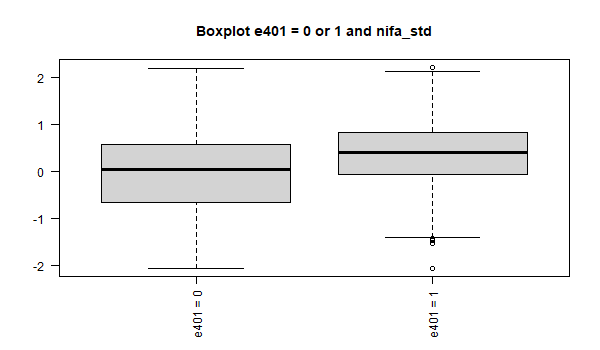 Boxplot e401 = 0 or 1 and nifa_std
2
1
0
-1
-2
e401 = 0
e401 = 1